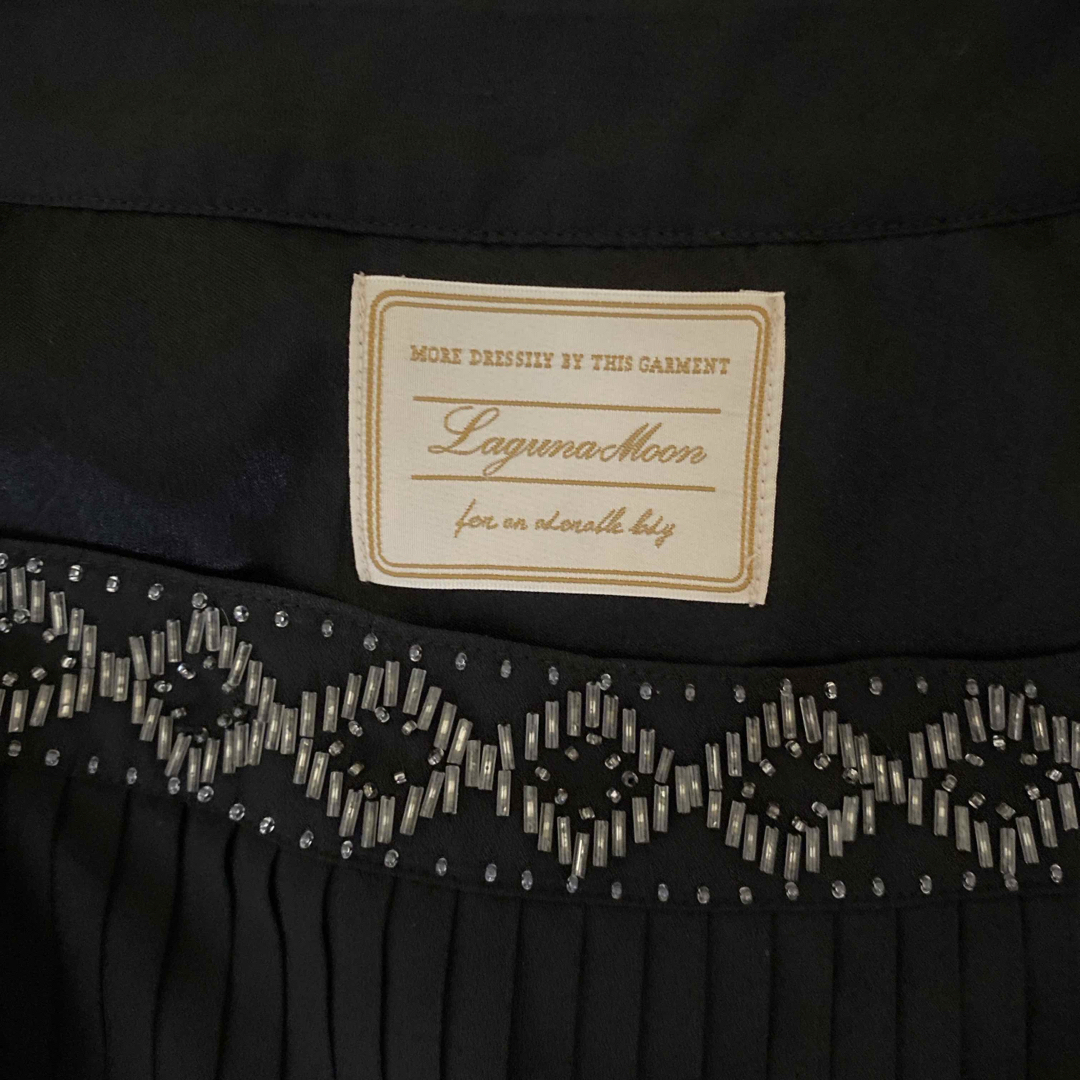 MORE DRESSILY BY THIS GARMENT
LagunaMoon
for an adorable lady